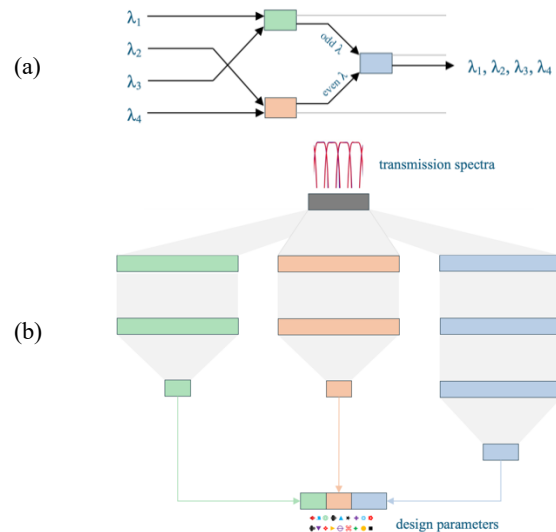 (a)
λ1
λ2
λ3
λ4
odd λ
even λ
λ1, λ2, λ3, λ4
transmission spectra
(b)
design parameters